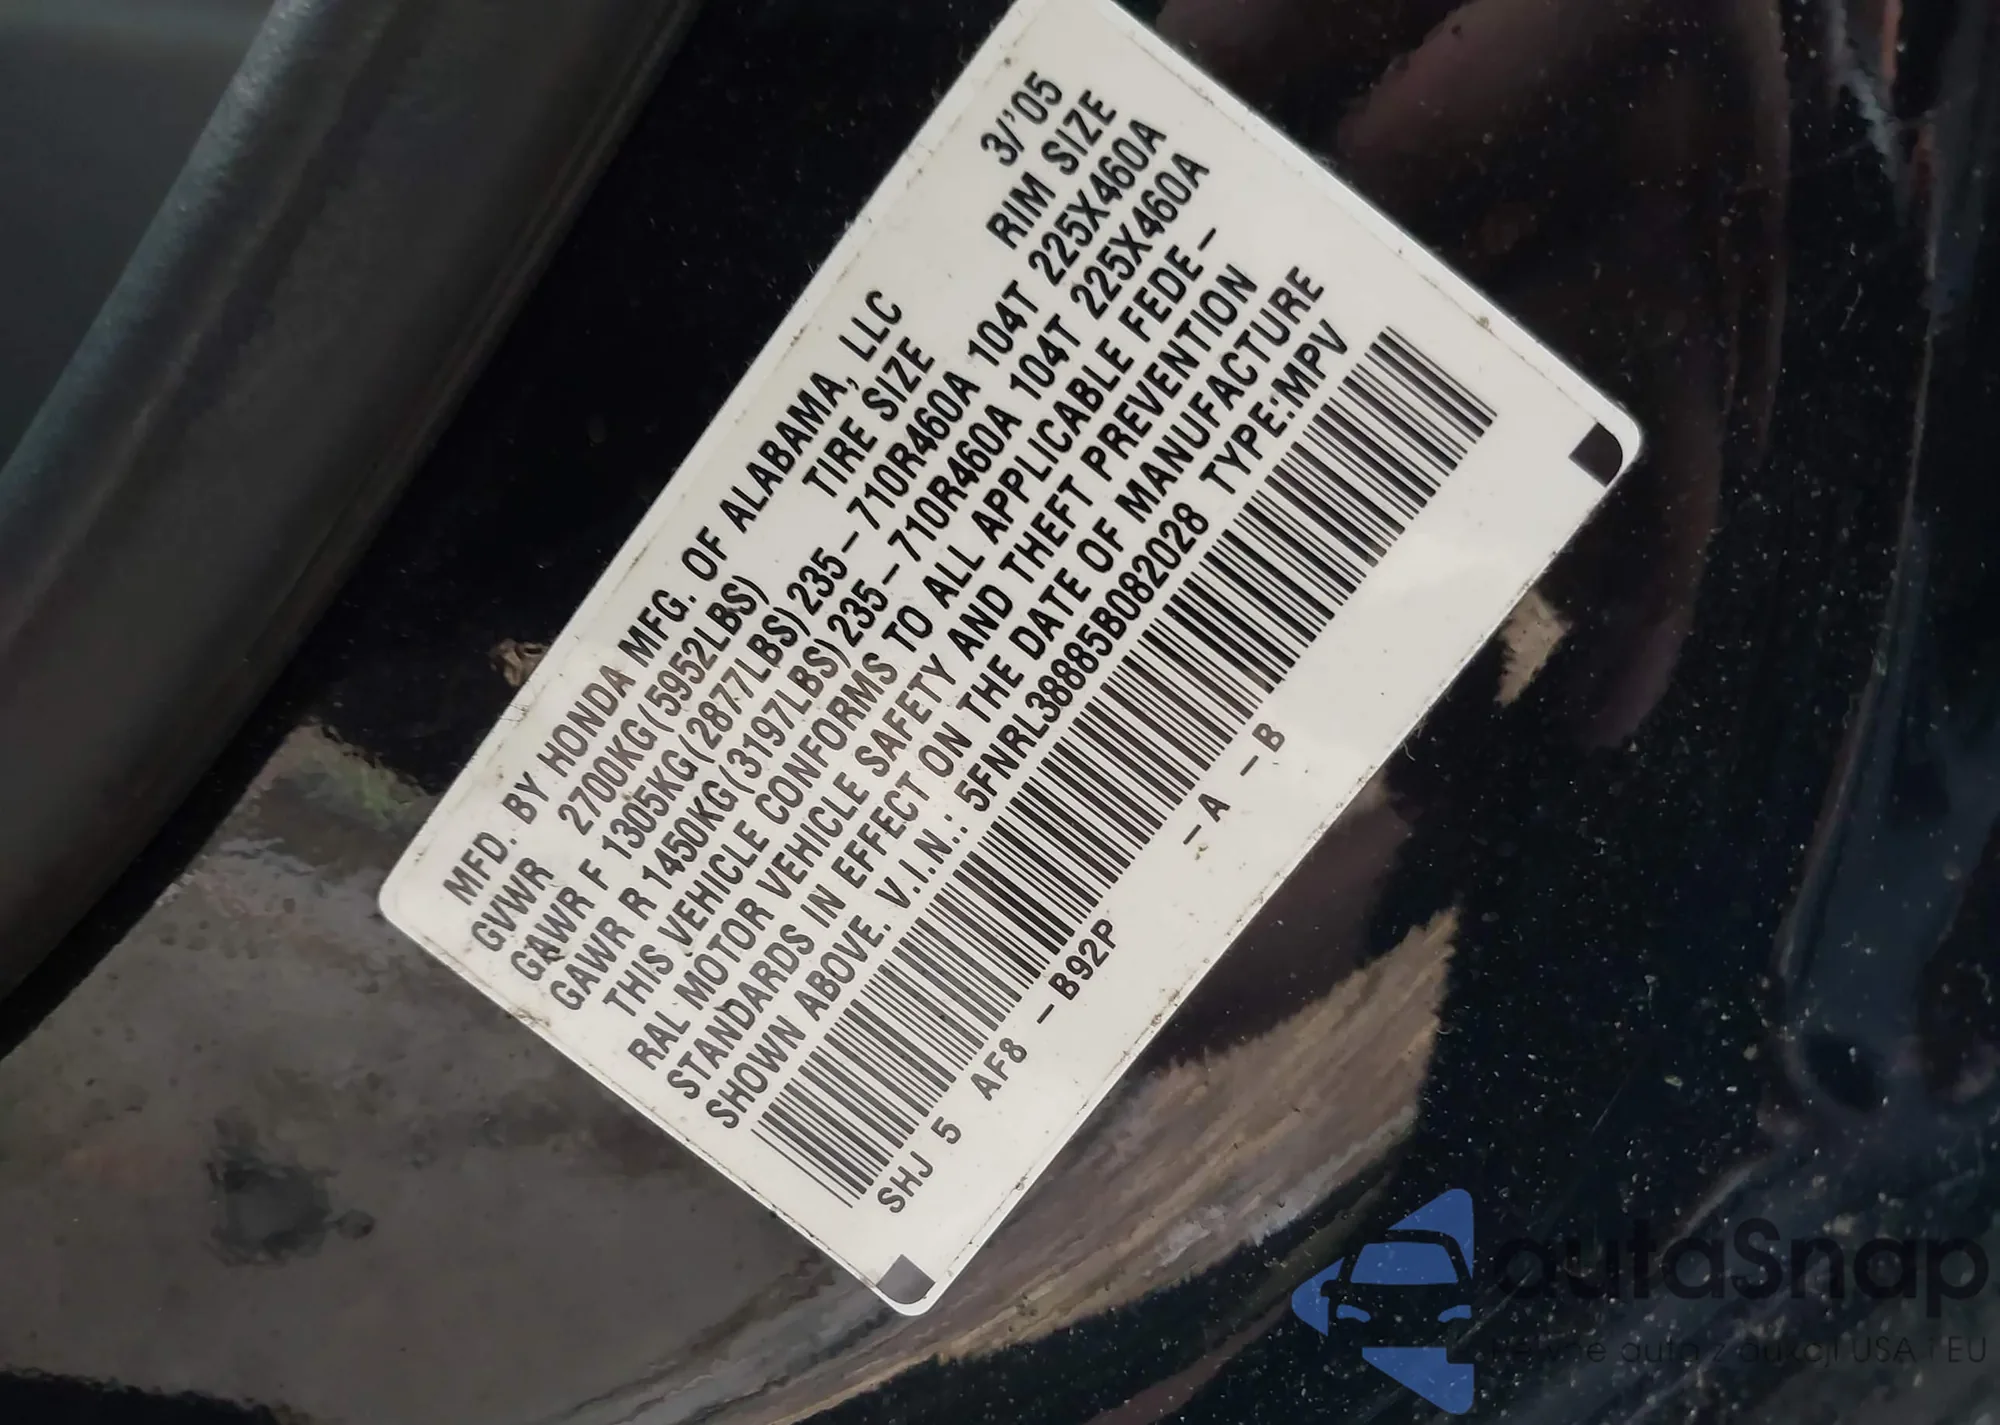 MFD. BY HONDA MFG. OF ALABAMA, LLC 3/'05
GVWR 2700KG(5952LBS) TIRE SIZE RIM SIZE
GAWR F 1305KG(2877LBS) 235-710R460A 104T 225X460A
GAWR R 1450KG(3197LBS) 235-710R460A 104T 225X460A
THIS VEHICLE CONFORMS TO ALL APPLICABLE FEDE-
RAL MOTOR VEHICLE SAFETY AND THEFT PREVENTION
STANDARDS IN EFFECT ON THE DATE OF MANUFACTURE
SHOWN ABOVE. V.I.N.: 5FNRL38885B082028 TYPE:MPV
SHJ 5 AF8 -B92P -A -B
autaSnap